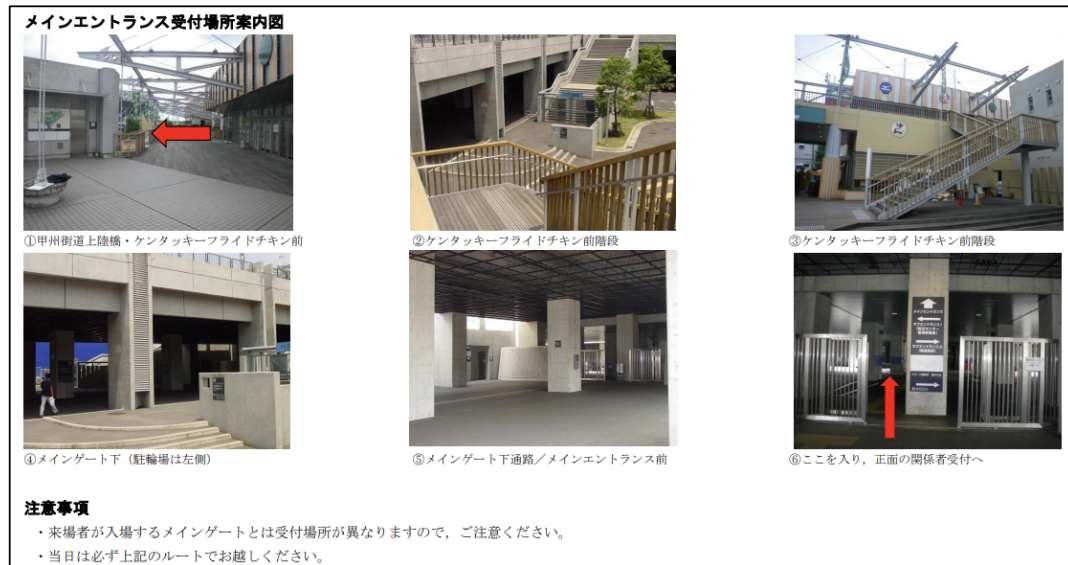 メインエントランス受付場所案内図
①甲州街道上陸橋・ケンタッキーフライドチキン前
②ケンタッキーフライドチキン前階段
③ケンタッキーフライドチキン前階段
④メインゲート下（駐輪場は左側）
⑤メインゲート下通路／メインエントランス前
メインエントランス
⑥ここを入り，正面の関係者受付へ
注意事項
・来場者が入場するメインゲートとは受付場所が異なりますので，ご注意ください。
・当日は必ず上記のルートでお越しください。